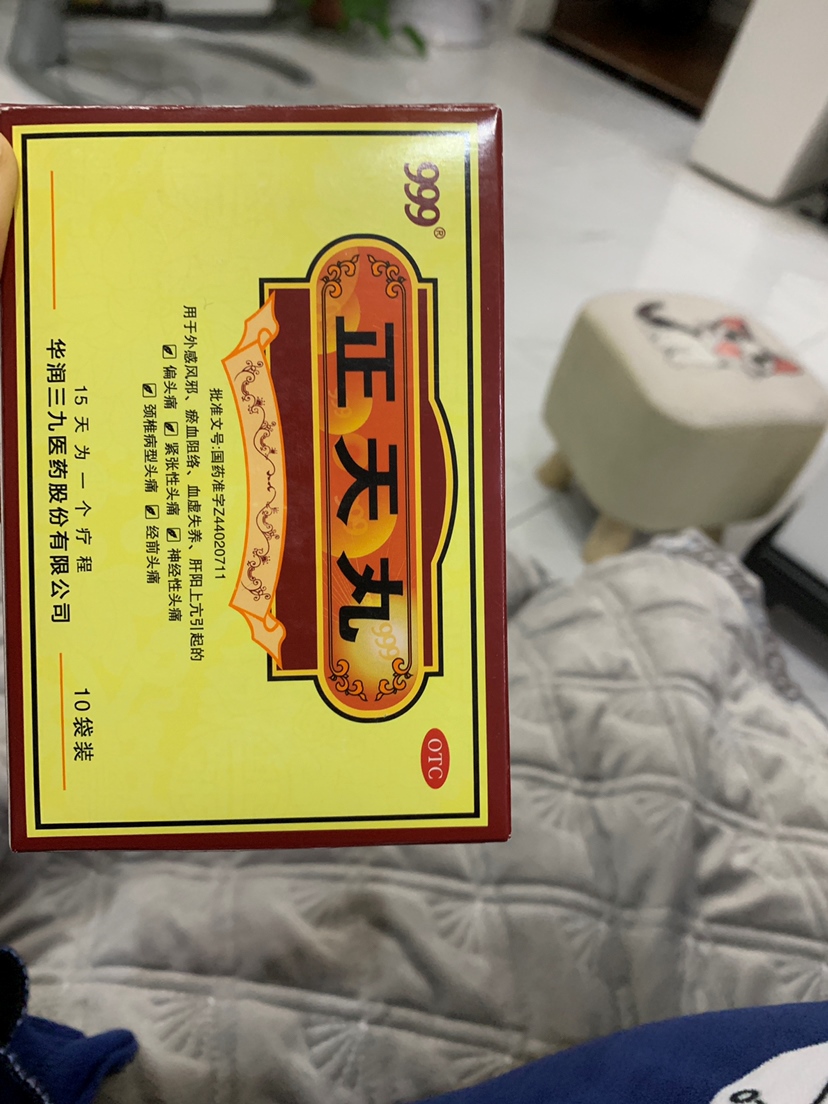 999®
OTC
正天丸
999
批准文号:国药准字Z44020711
用于外感风邪、瘀血阻络、血虚失养、肝阳上亢引起的
偏头痛 紧张性头痛 神经性头痛
颈椎病型头痛 经前头痛
15天为一个疗程
10袋装
华润三九医药股份有限公司